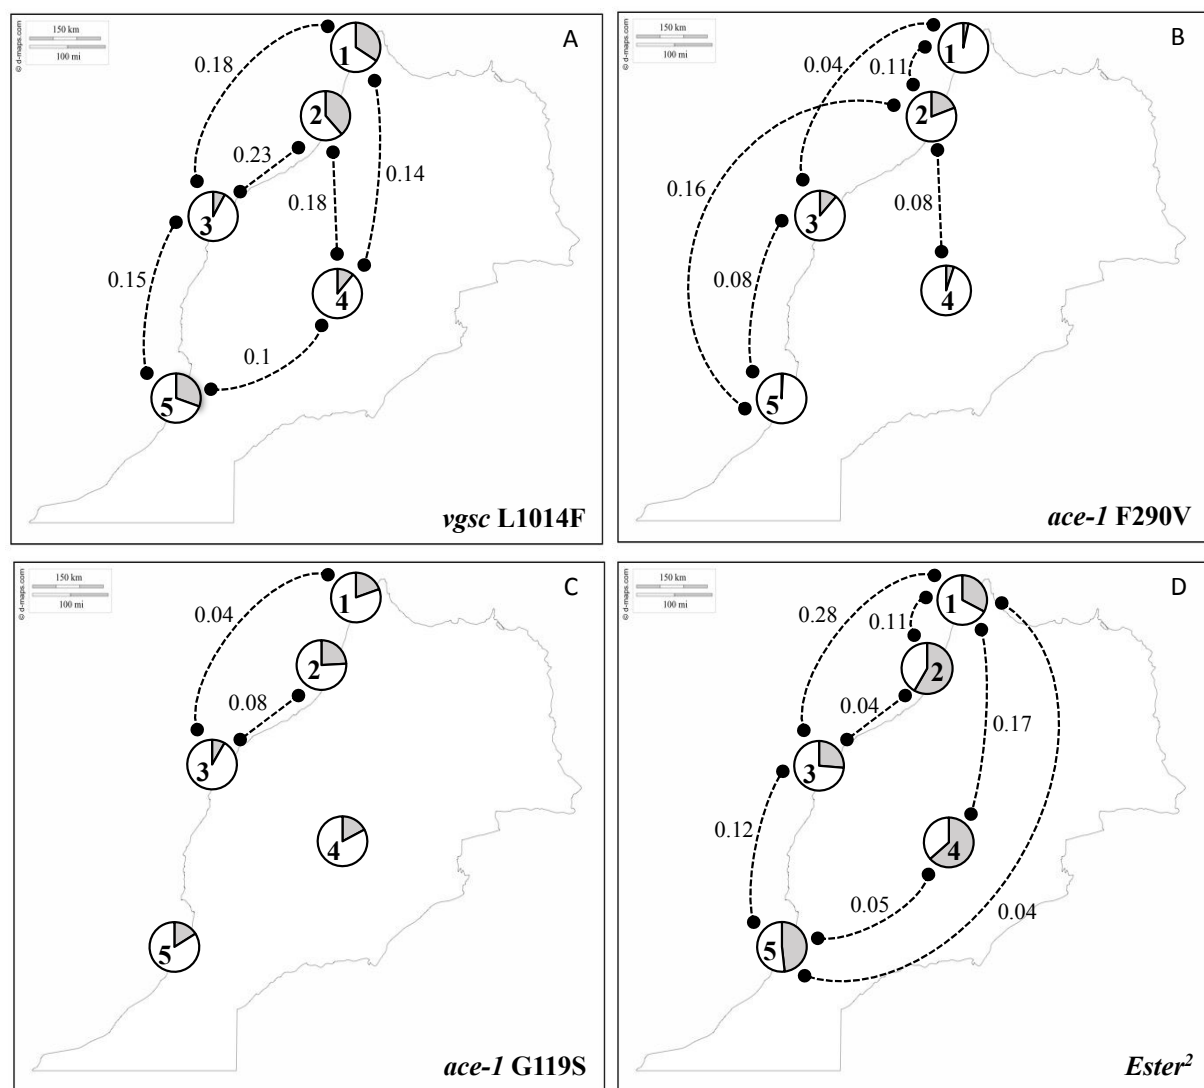 150 km
100 mi
© d-maps.com
A
1
0.18
2
0.23
0.14
0.18
3
0.15
4
0.1
5
vgsc L1014F
150 km
100 mi
© d-maps.com
B
1
0.04
0.11
2
0.16
0.08
3
0.08
4
5
ace-1 F290V
150 km
100 mi
© d-maps.com
C
1
0.04
2
0.08
3
4
5
ace-1 G119S
150 km
100 mi
© d-maps.com
D
1
0.28
0.11
2
0.04
0.17
3
0.12
4
0.05
0.04
5
Ester²